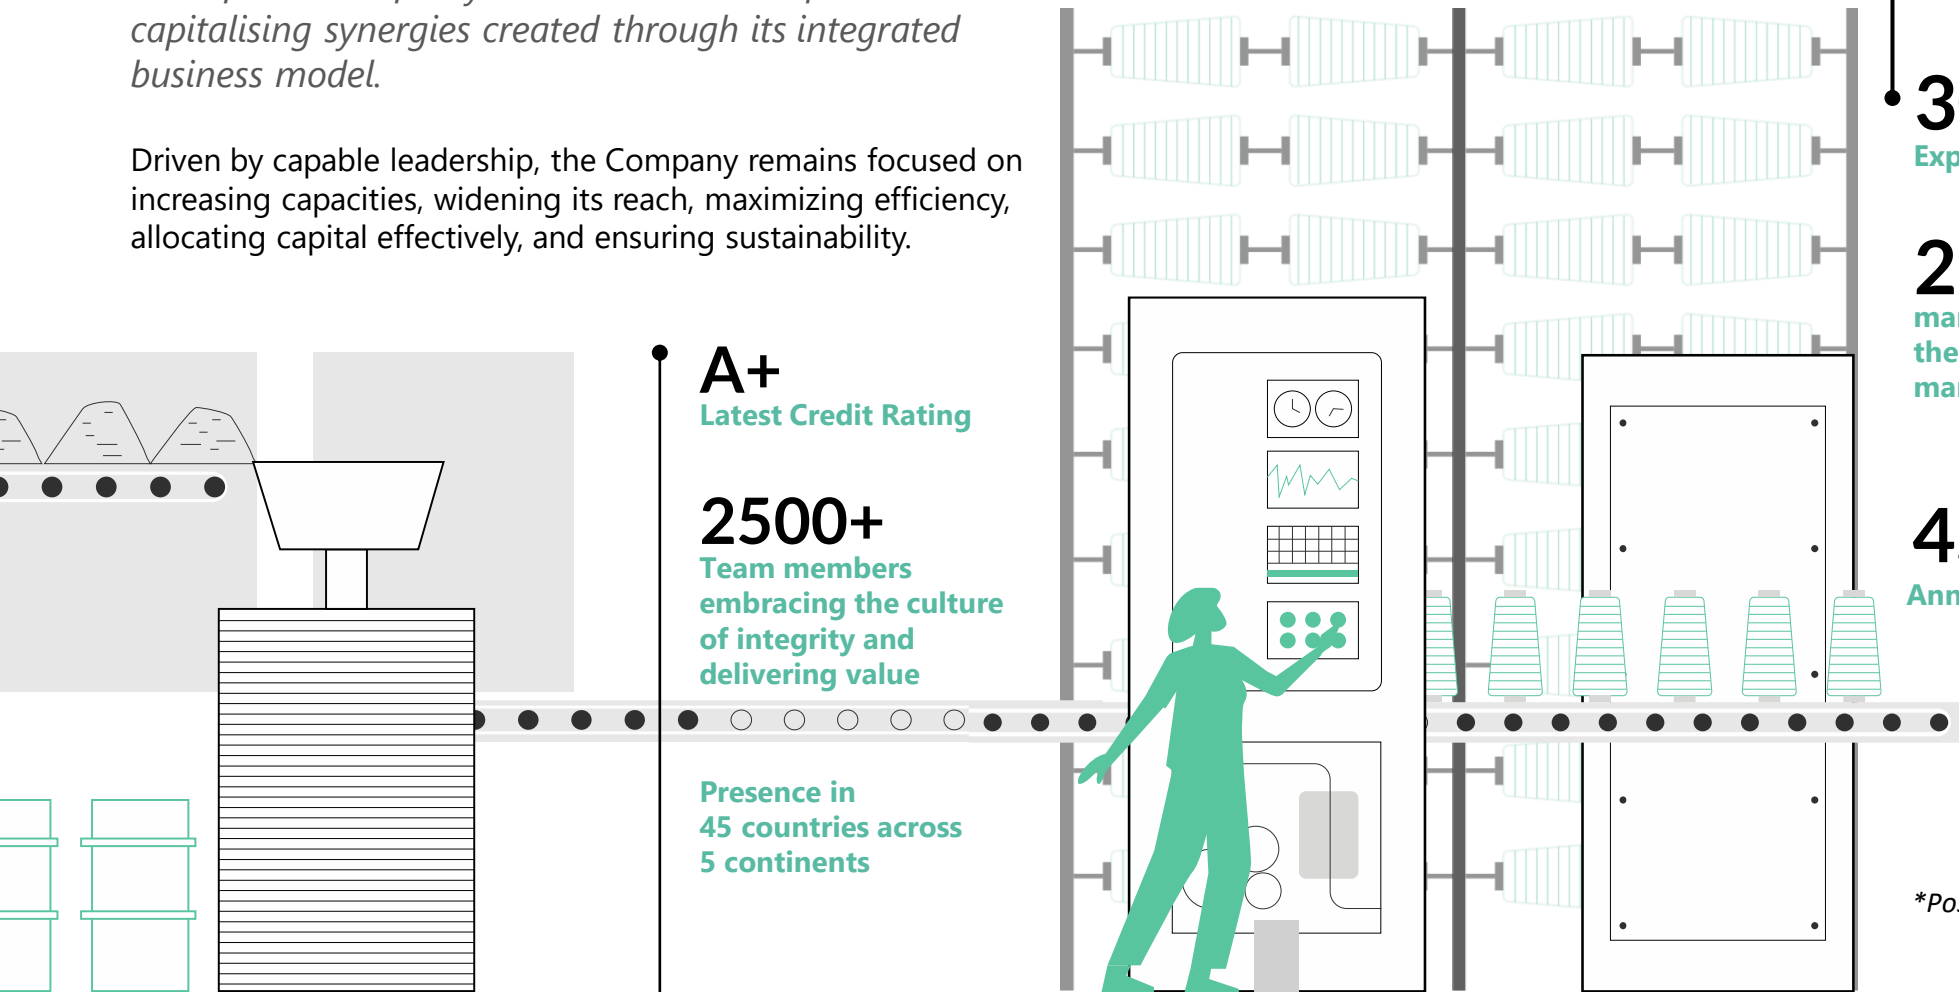 capitalising synergies created through its integrated
business model.
Driven by capable leadership, the Company remains focused on
increasing capacities, widening its reach, maximizing efficiency,
allocating capital effectively, and ensuring sustainability.
A+
Latest Credit Rating
2500+
Team members
embracing the culture
of integrity and
delivering value
Presence in
45 countries across
5 continents
3
2
the